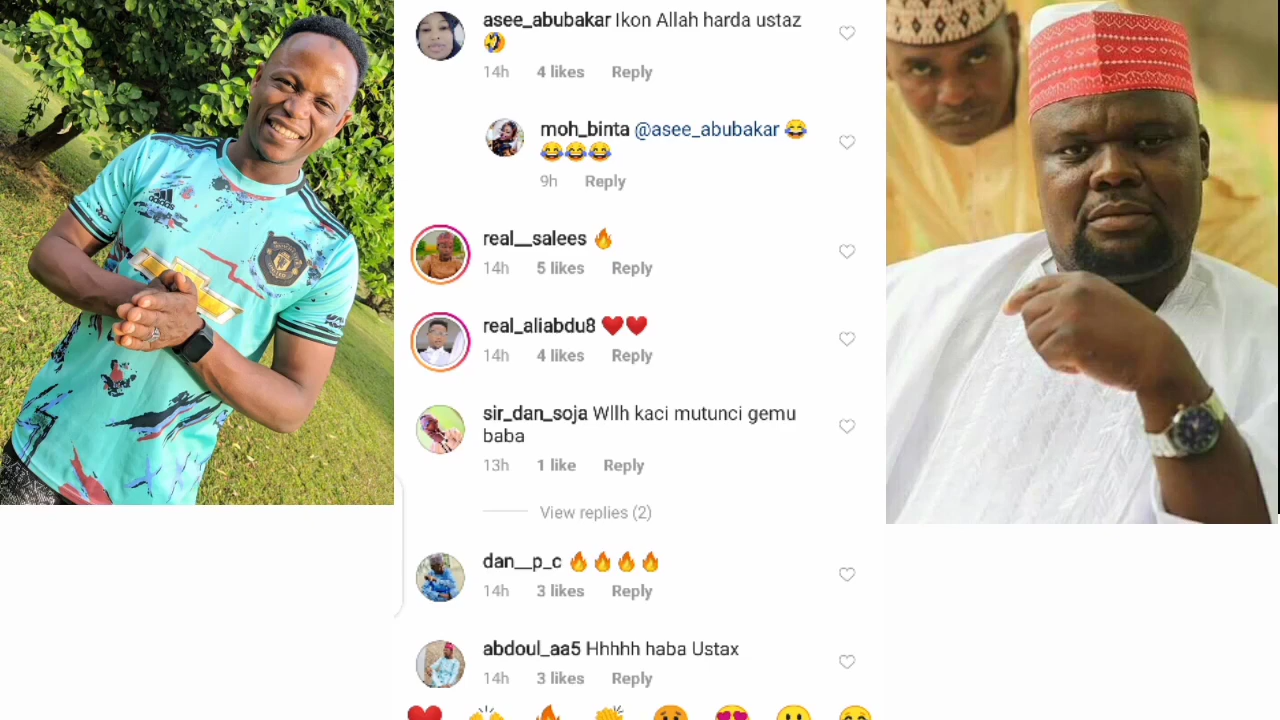 asee_abubakar Ikon Allah harda ustaz
🤣
14h 4 likes Reply
moh_binta @asee_abubakar 😂
😂😂😂
9h Reply
real__salees 🔥
14h 5 likes Reply
real_aliabdu8 ❤️❤️
14h 4 likes Reply
sir_dan_soja Wllh kaci mutunci gemu
baba
13h 1 like Reply
View replies (2)
dan__p_c 🔥🔥🔥🔥
14h 3 likes Reply
abdoul_aa5 Hhhhh haba Ustax
14h 3 likes Reply
adidas